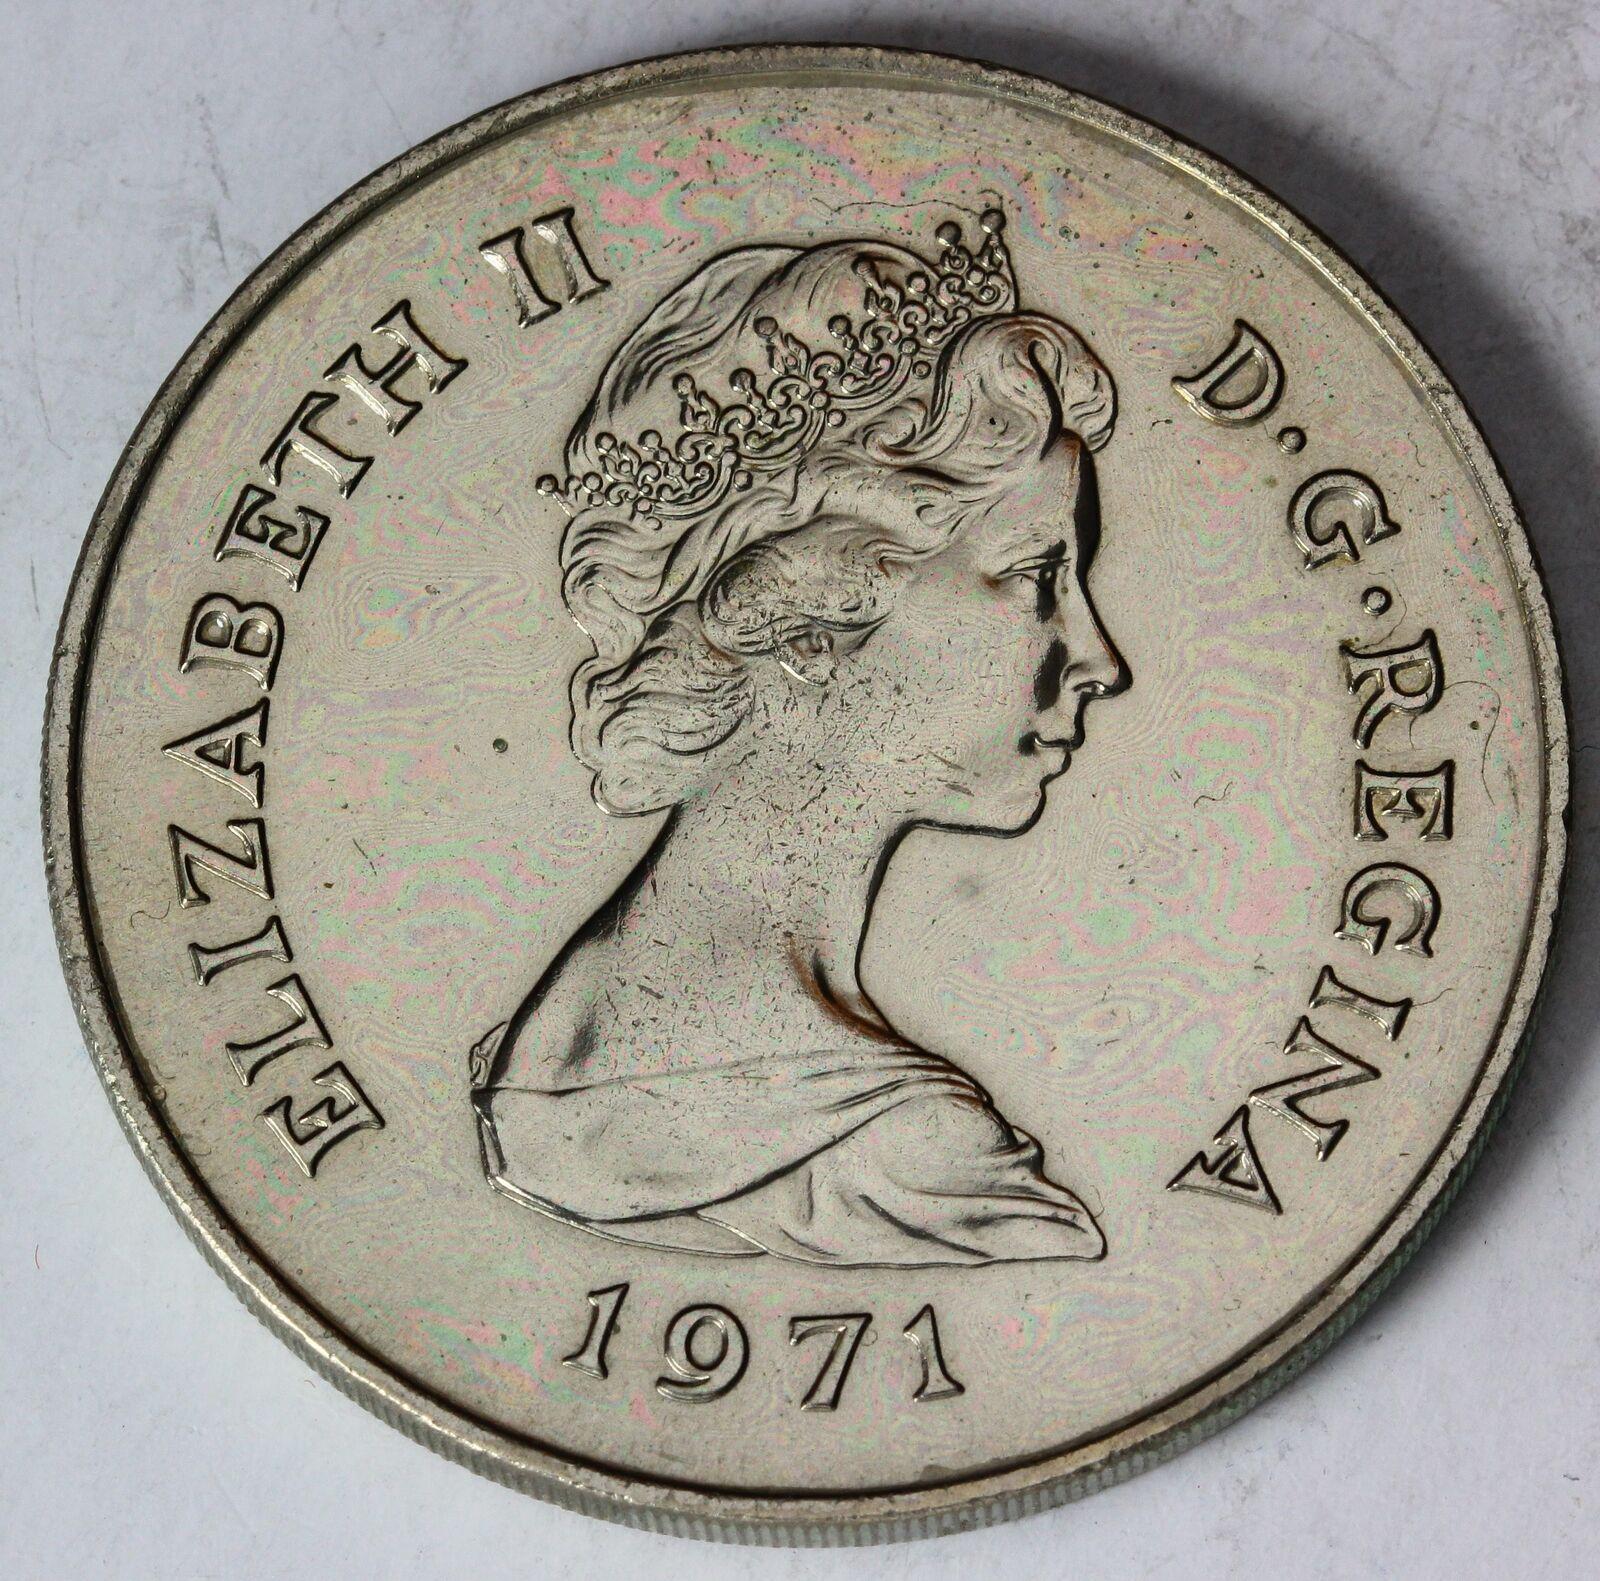 ELIZABETH II
D·G·REGINA
1971